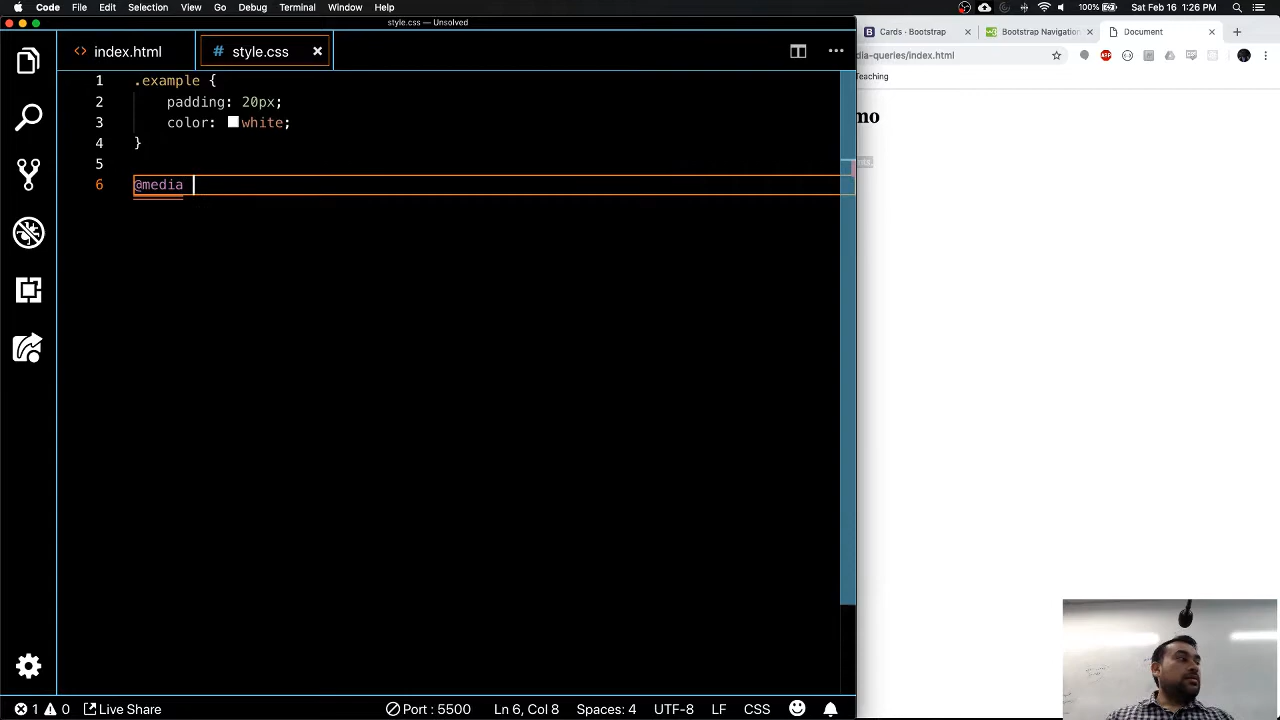 Code File Edit Selection View Go Debug Terminal Window Help 100% Sat Feb 16 1:26 PM
style.css — Unsolved
<> index.html
# style.css ×
Cards · Bootstrap ×
Bootstrap Navigation ×
Document ×
dia-queries/index.html
ABP
Teaching
1 .example {
2 padding: 20px;
3 color: white;
4 }
5
6 @media
mo
1 0 Live Share Port : 5500 Ln 6, Col 8 Spaces: 4 UTF-8 LF CSS